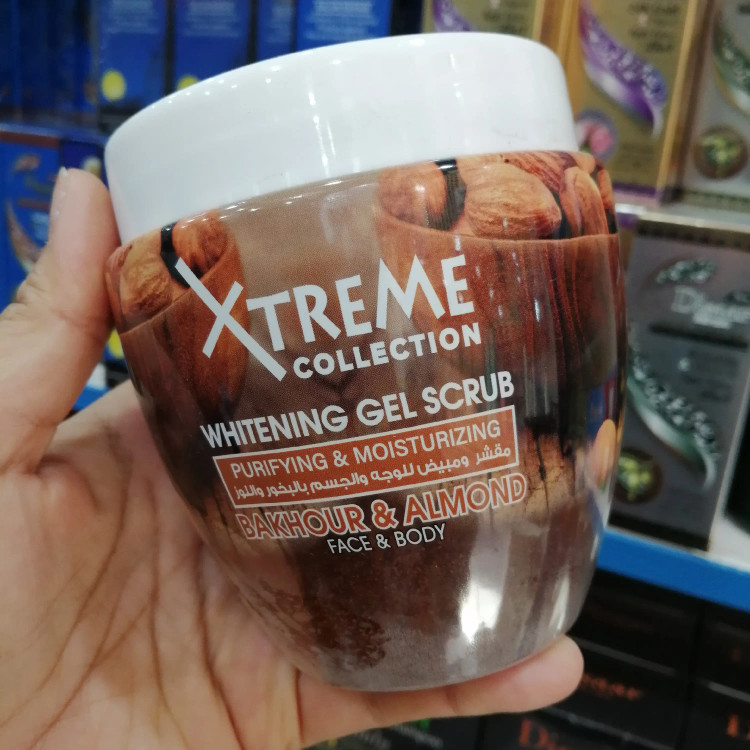 XTREME
COLLECTION
WHITENING GEL SCRUB
PURIFYING & MOISTURIZING
مقشر ومبيض للوجه والجسم بالبخور واللوز
BAKHOUR & ALMOND
FACE & BODY